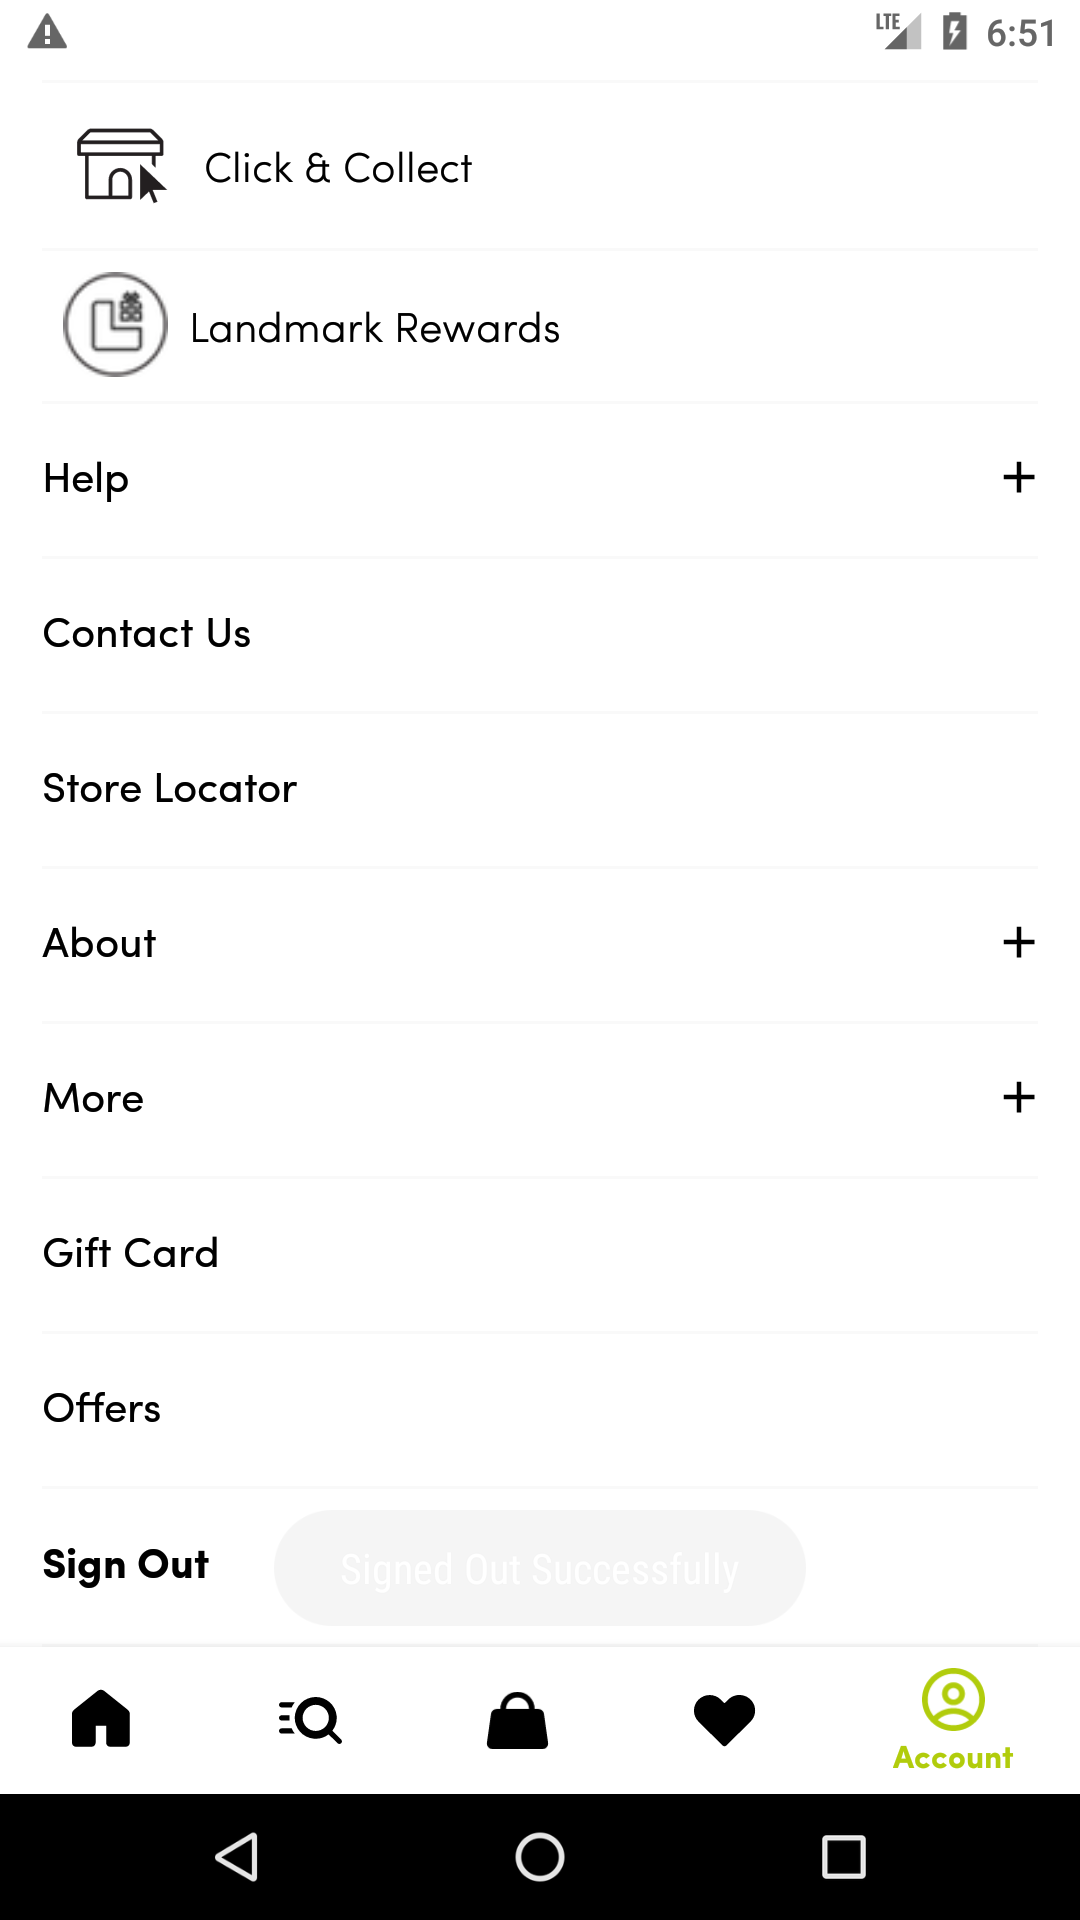 LTE 6:51
Click & Collect
Landmark Rewards
Help
Contact Us
Store Locator
About
More
Gift Card
Offers
Sign Out
Signed Out Successfully
Account